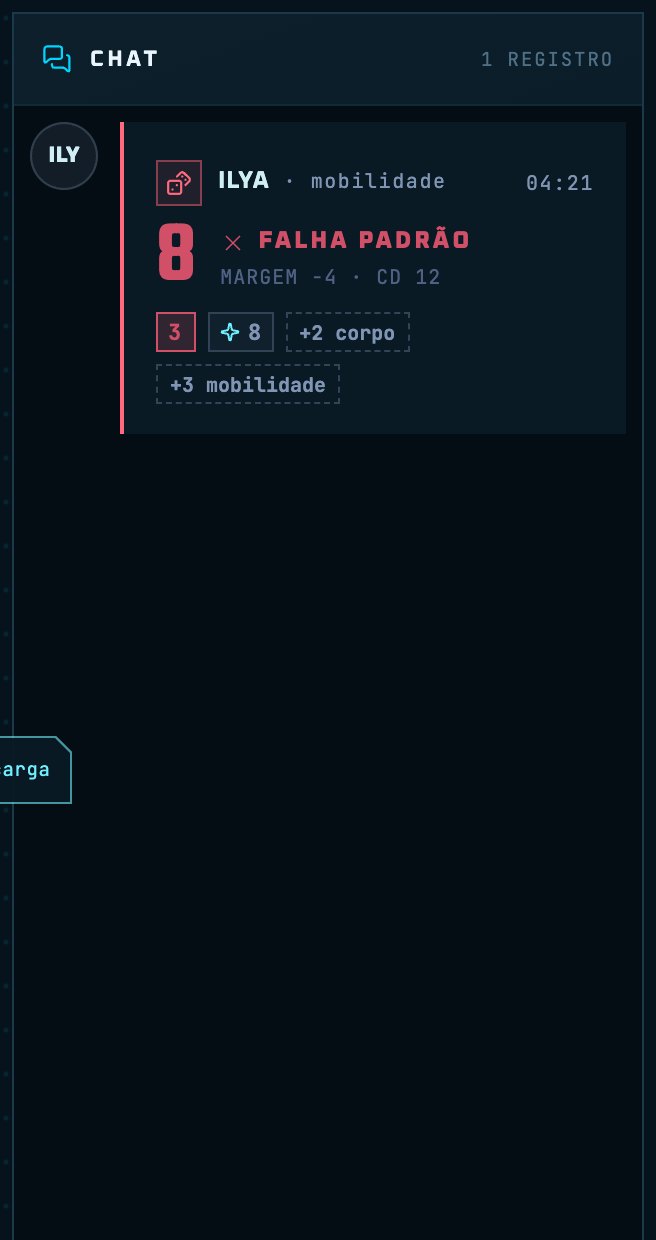 CHAT
1 REGISTRO
ILY
ILYA · mobilidade
04:21
8
× FALHA PADRÃO
MARGEM -4 · CD 12
3
8
+2 corpo
+3 mobilidade
arga